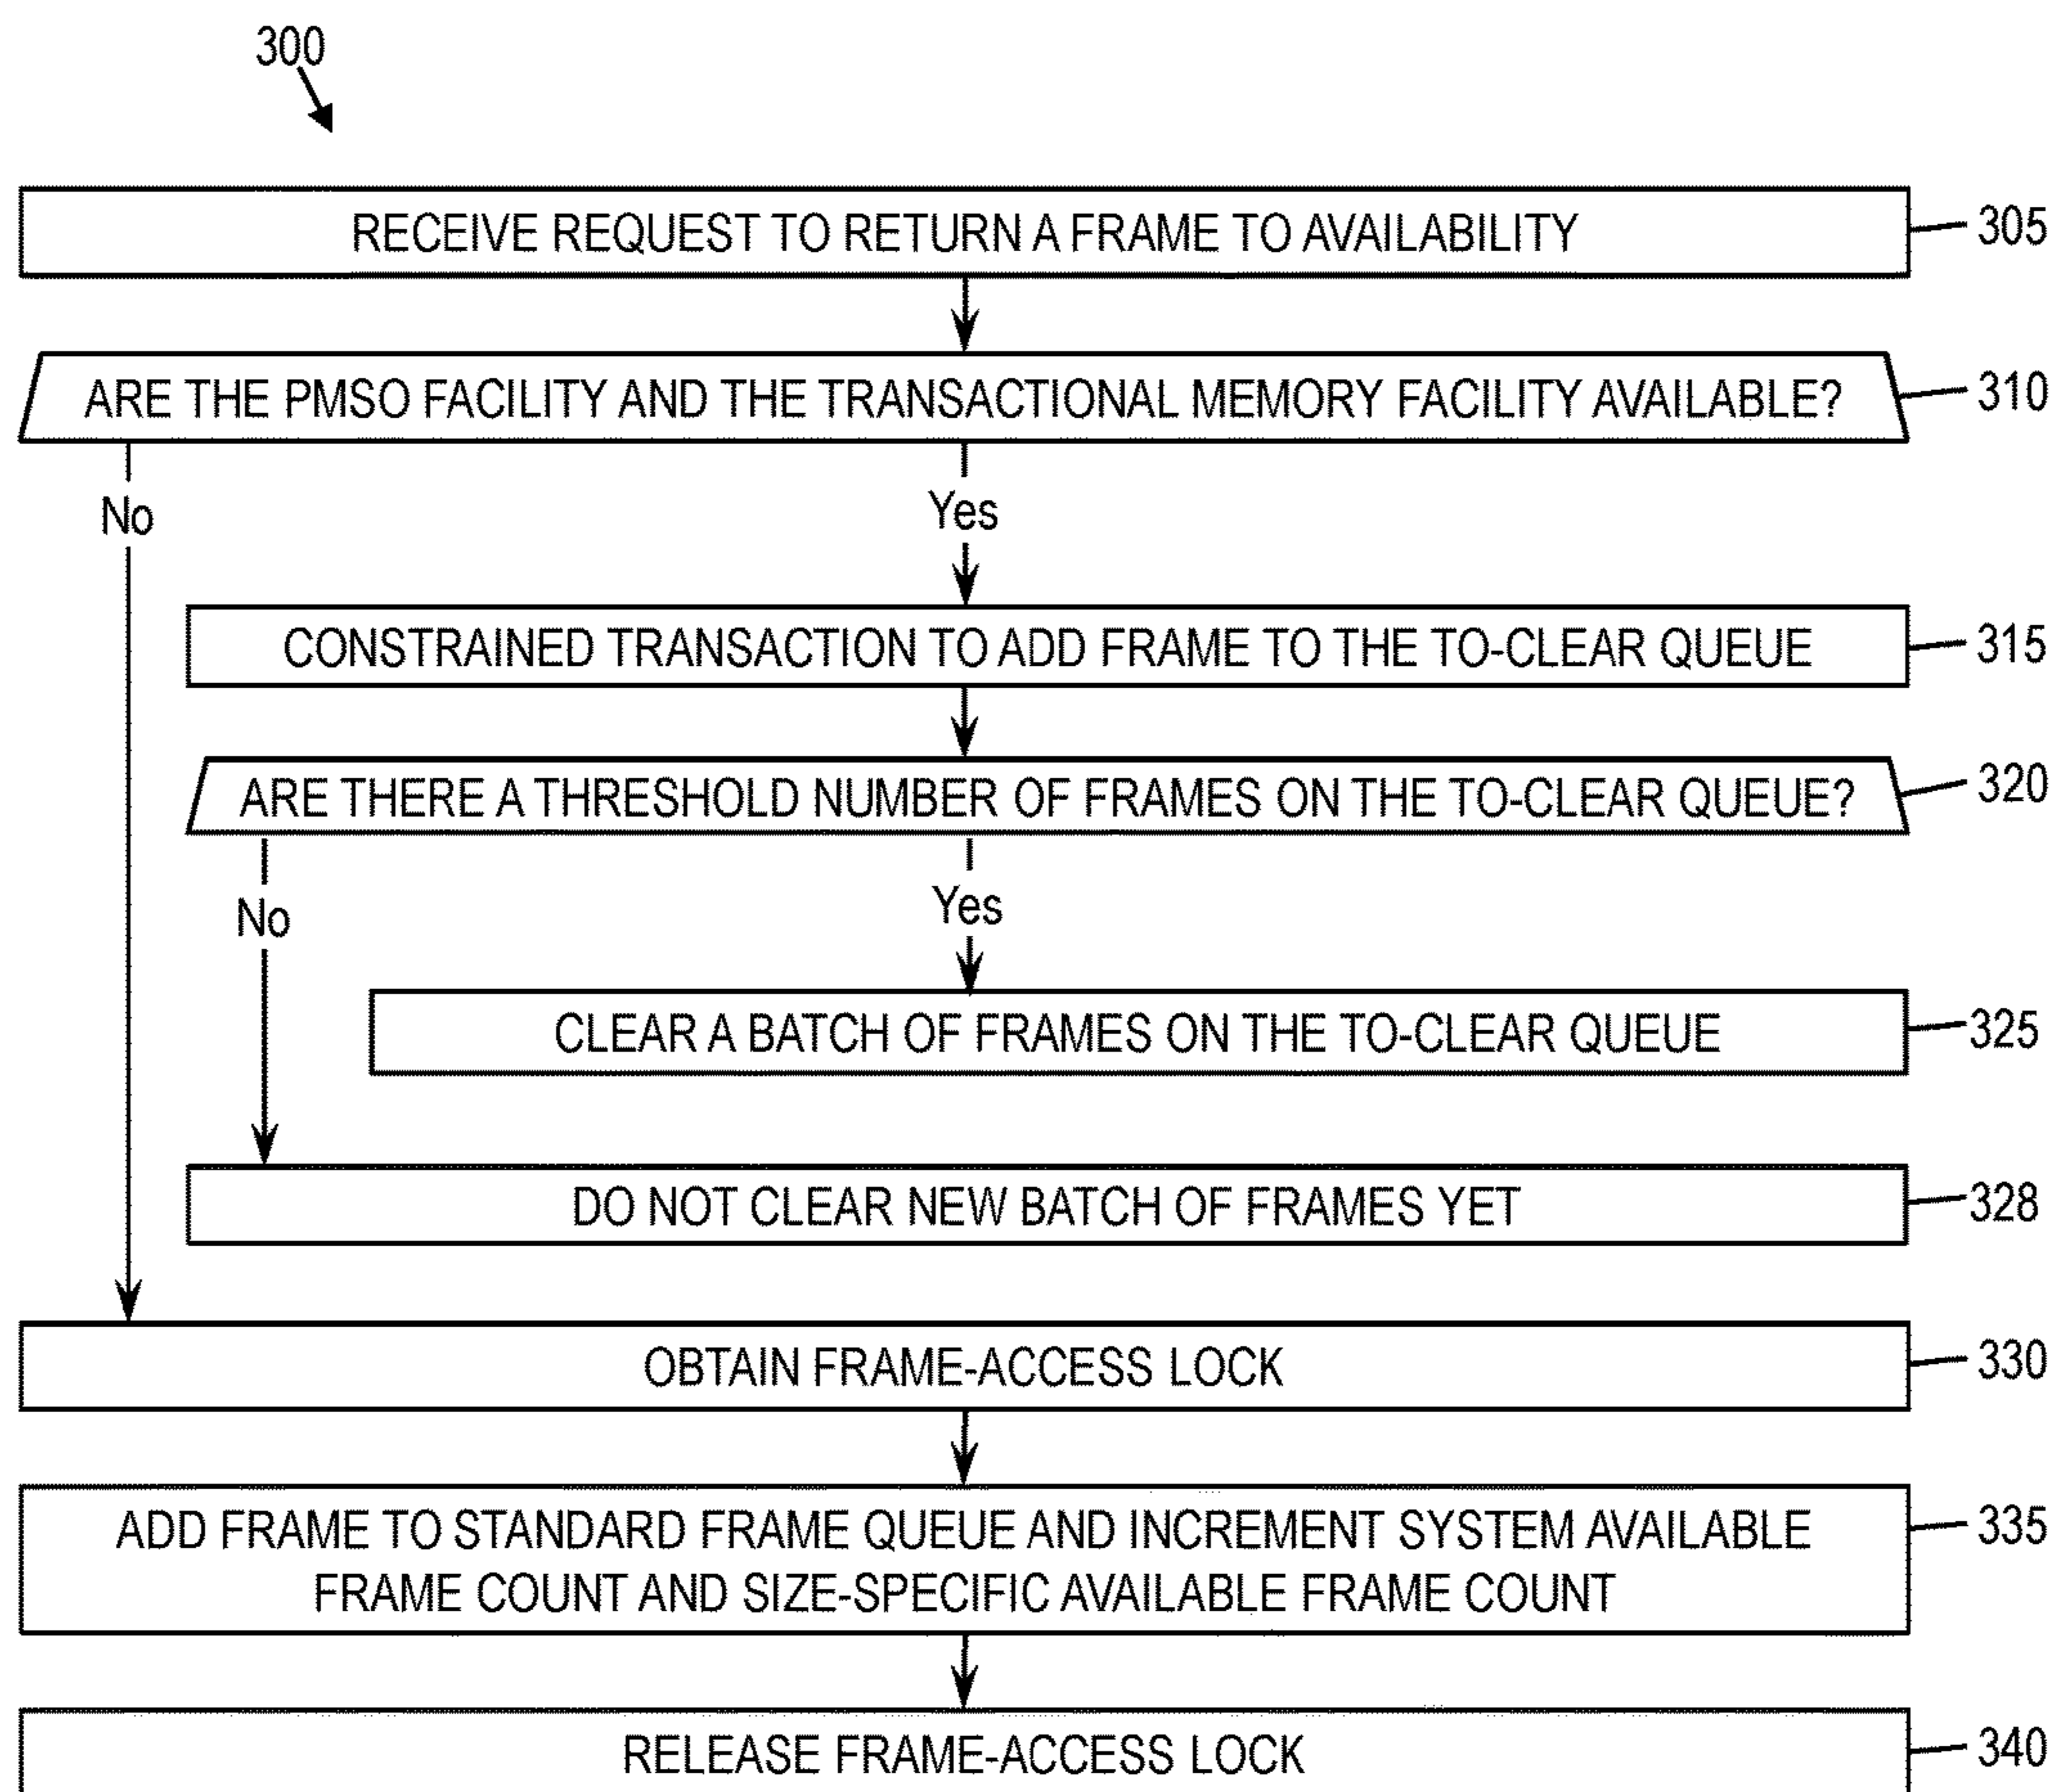 300
RECEIVE REQUEST TO RETURN A FRAME TO AVAILABILITY
305
ARE THE PMSO FACILITY AND THE TRANSACTIONAL MEMORY FACILITY AVAILABLE?
310
No
Yes
CONSTRAINED TRANSACTION TO ADD FRAME TO THE TO-CLEAR QUEUE
315
ARE THERE A THRESHOLD NUMBER OF FRAMES ON THE TO-CLEAR QUEUE?
320
No
Yes
CLEAR A BATCH OF FRAMES ON THE TO-CLEAR QUEUE
325
DO NOT CLEAR NEW BATCH OF FRAMES YET
328
OBTAIN FRAME-ACCESS LOCK
330
ADD FRAME TO STANDARD FRAME QUEUE AND INCREMENT SYSTEM AVAILABLE
FRAME COUNT AND SIZE-SPECIFIC AVAILABLE FRAME COUNT
335
RELEASE FRAME-ACCESS LOCK
340